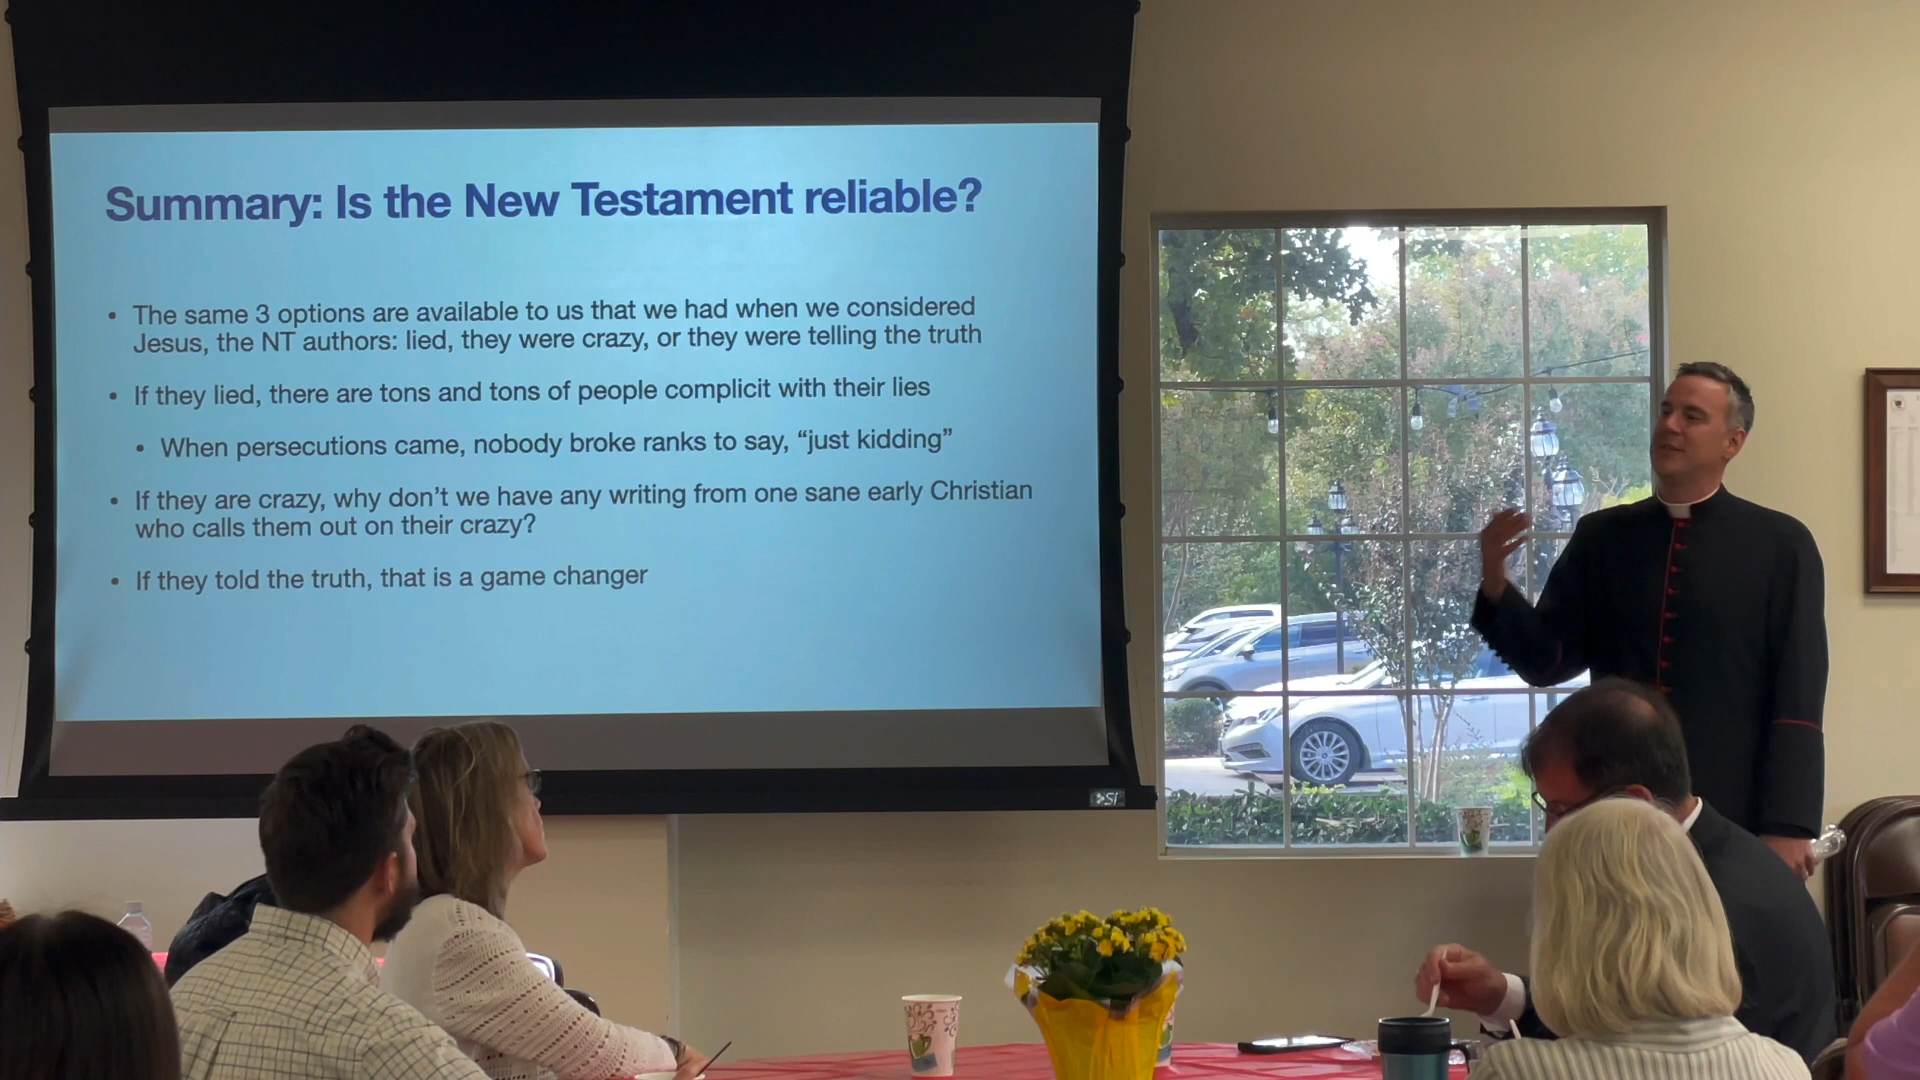 Summary: Is the New Testament reliable?
• The same 3 options are available to us that we had when we considered
Jesus, the NT authors: lied, they were crazy, or they were telling the truth
• If they lied, there are tons and tons of people complicit with their lies
• When persecutions came, nobody broke ranks to say, “just kidding”
• If they are crazy, why don’t we have any writing from one sane early Christian
who calls them out on their crazy?
• If they told the truth, that is a game changer
SI